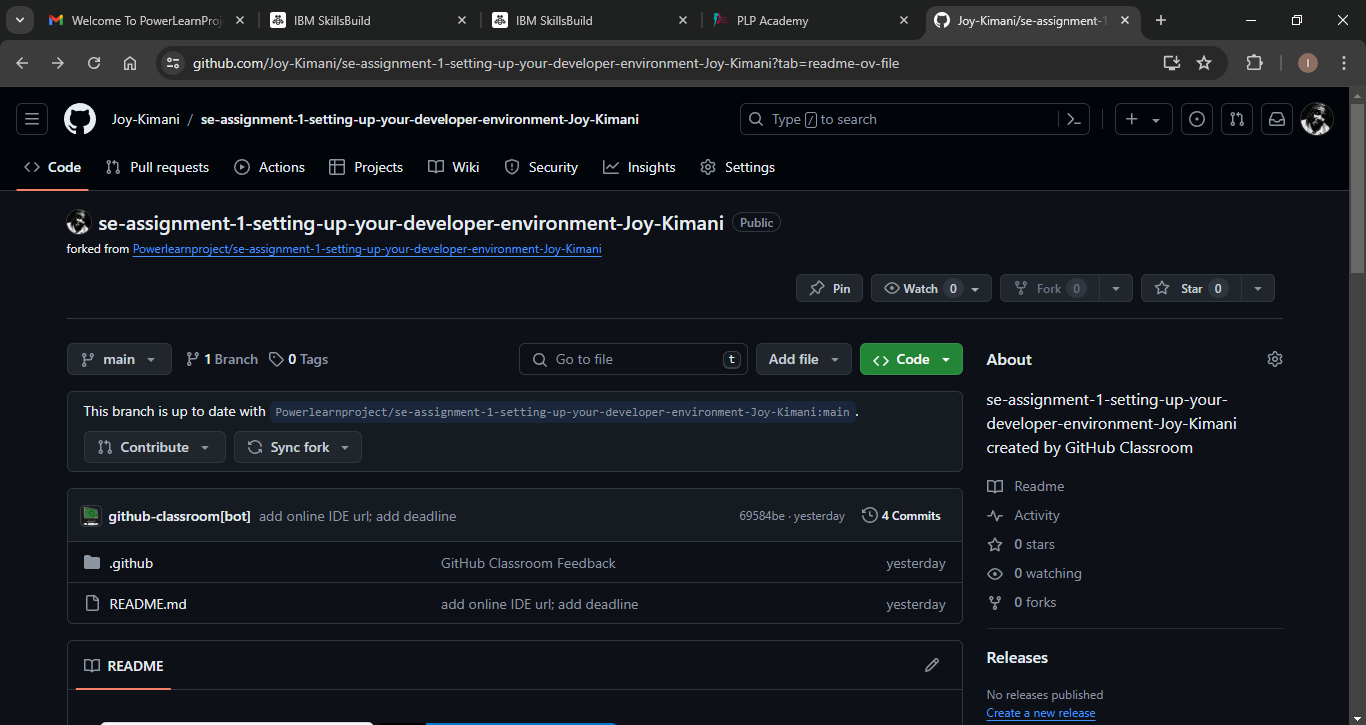 Welcome To PowerLearnProj
IBM SkillsBuild
IBM SkillsBuild
PLP Academy
Joy-Kimani/se-assignment-1
github.com/Joy-Kimani/se-assignment-1-setting-up-your-developer-environment-Joy-Kimani?tab=readme-ov-file
I
Joy-Kimani / se-assignment-1-setting-up-your-developer-environment-Joy-Kimani
Type / to search
Code Pull requests Actions Projects Wiki Security Insights Settings
se-assignment-1-setting-up-your-developer-environment-Joy-Kimani Public
forked from Powerlearnproject/se-assignment-1-setting-up-your-developer-environment-Joy-Kimani
Pin Watch 0 Fork 0 Star 0
main 1 Branch 0 Tags Go to file t Add file Code
This branch is up to date with Powerlearnproject/se-assignment-1-setting-up-your-developer-environment-Joy-Kimani:main .
Contribute Sync fork
github-classroom[bot] add online IDE url; add deadline 69584be · yesterday 4 Commits
.github GitHub Classroom Feedback yesterday
README.md add online IDE url; add deadline yesterday
README
About
se-assignment-1-setting-up-your-
developer-environment-Joy-Kimani
created by GitHub Classroom
Readme
Activity
0 stars
0 watching
0 forks
Releases
No releases published
Create a new release